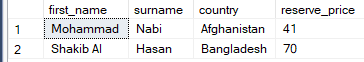 first_name surname country reserve_price
1 Mohammad Nabi Afghanistan 41
2 Shakib Al Hasan Bangladesh 70